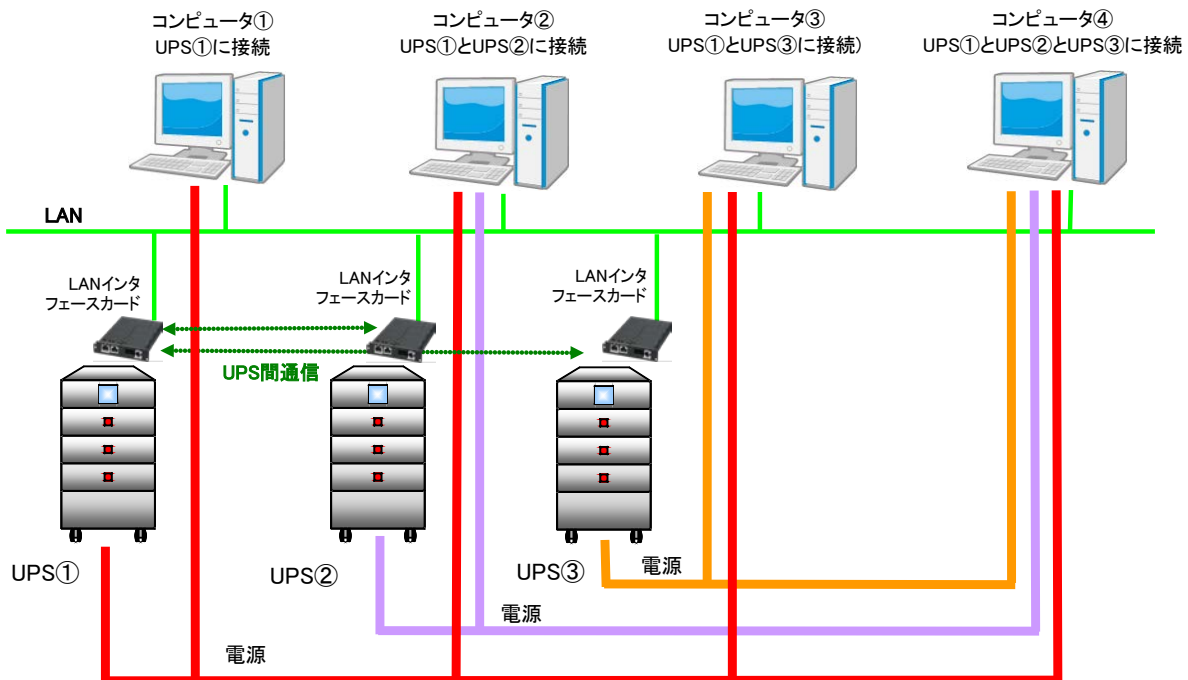 コンピュータ①
UPS①に接続
コンピュータ②
UPS①とUPS②に接続
コンピュータ③
UPS①とUPS③に接続)
コンピュータ④
UPS①とUPS②とUPS③に接続
LAN
LANインタ
フェースカード
LANインタ
フェースカード
LANインタ
フェースカード
UPS間通信
UPS①
UPS②
UPS③
電源
電源
電源